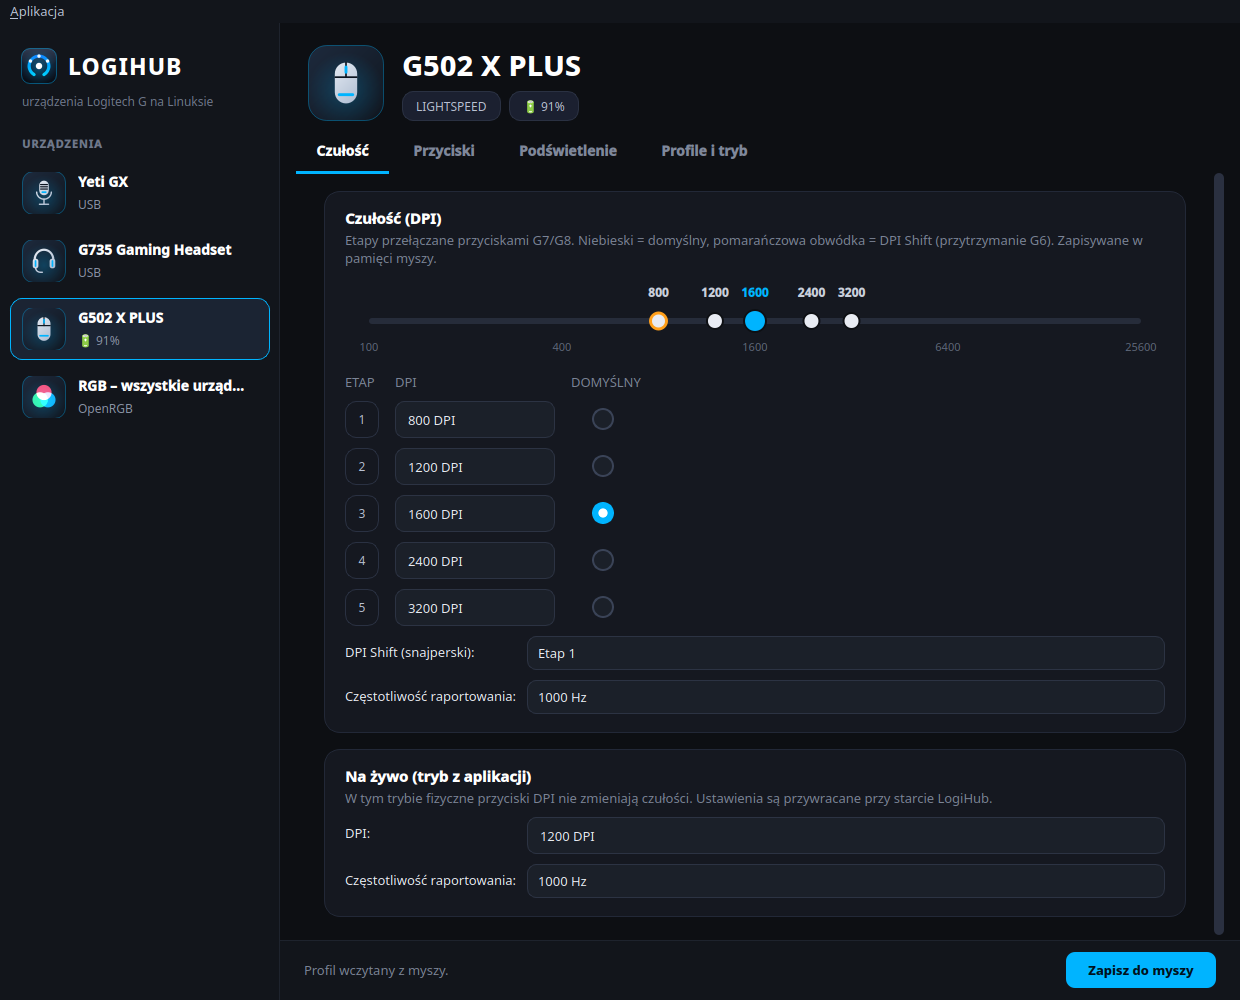 Aplikacja
LOGIHUB
urządzenia Logitech G na Linuksie
URZĄDZENIA
Yeti GX
USB
G735 Gaming Headset
USB
G502 X PLUS
91%
RGB – wszystkie urząd...
OpenRGB
G502 X PLUS
LIGHTSPEED
91%
Czułość
Przyciski
Podświetlenie
Profile i tryb
Czułość (DPI)
Etapy przełączane przyciskami G7/G8. Niebieski = domyślny, pomarańczowa obwódka = DPI Shift (przytrzymanie G6). Zapisywane w
pamięci myszy.
800 1200 1600 2400 3200
100 400 1600 6400 25600
ETAP DPI DOMYŚLNY
1 800 DPI
2 1200 DPI
3 1600 DPI
4 2400 DPI
5 3200 DPI
DPI Shift (snajperski): Etap 1
Częstotliwość raportowania: 1000 Hz
Na żywo (tryb z aplikacji)
W tym trybie fizyczne przyciski DPI nie zmieniają czułości. Ustawienia są przywracane przy starcie LogiHub.
DPI: 1200 DPI
Częstotliwość raportowania: 1000 Hz
Profil wczytany z myszy.
Zapisz do myszy